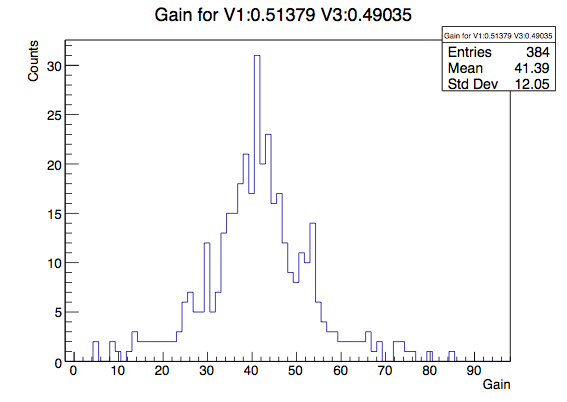 Gain for V1:0.51379 V3:0.49035
Gain for V1:0.51379 V3:0.49035
Entries 384
Mean 41.39
Std Dev 12.05
Counts
30
25
20
15
10
5
0
0 10 20 30 40 50 60 70 80 90
Gain